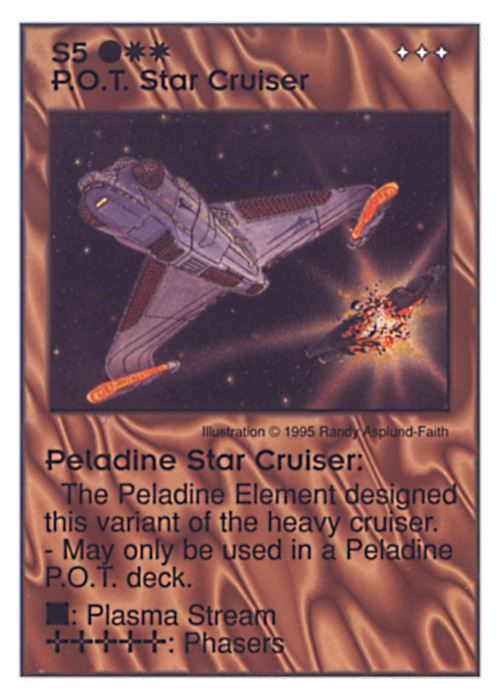 S5
P.O.T. Star Cruiser
Illustration © 1995 Randy Asplund-Faith
Peladine Star Cruiser:
The Peladine Element designed
this variant of the heavy cruiser.
- May only be used in a Peladine
P.O.T. deck.
: Plasma Stream
: Phasers